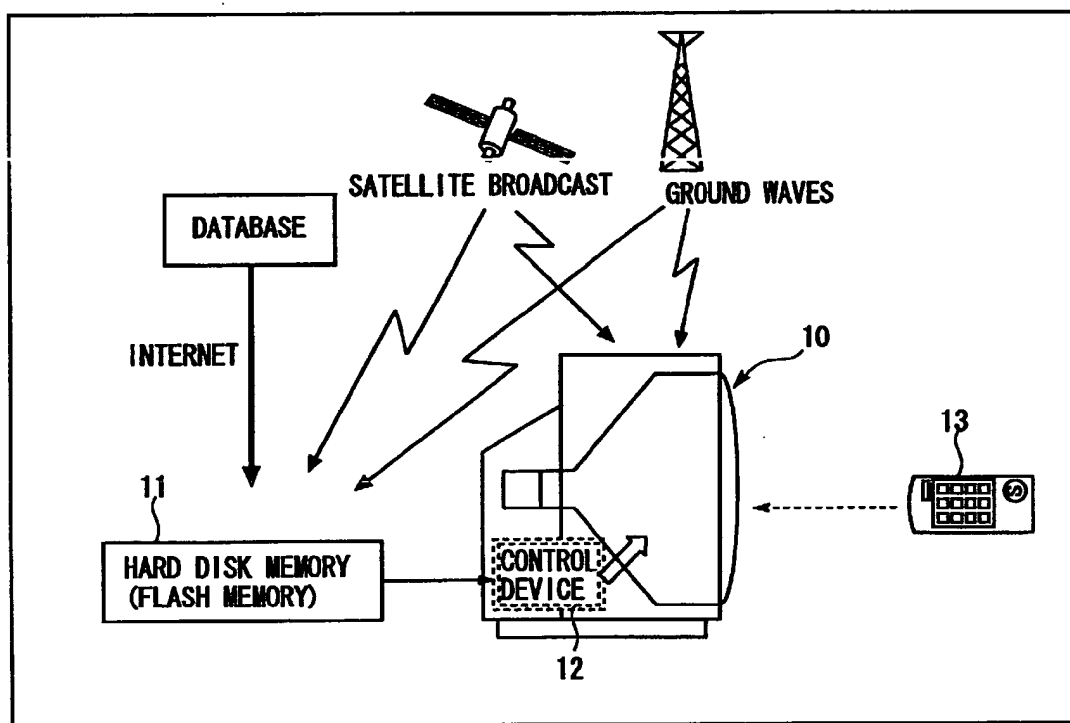 SATELLITE BROADCAST
GROUND WAVES
DATABASE
INTERNET
10
13
11
HARD DISK MEMORY
(FLASH MEMORY)
CONTROL
DEVICE
12
S